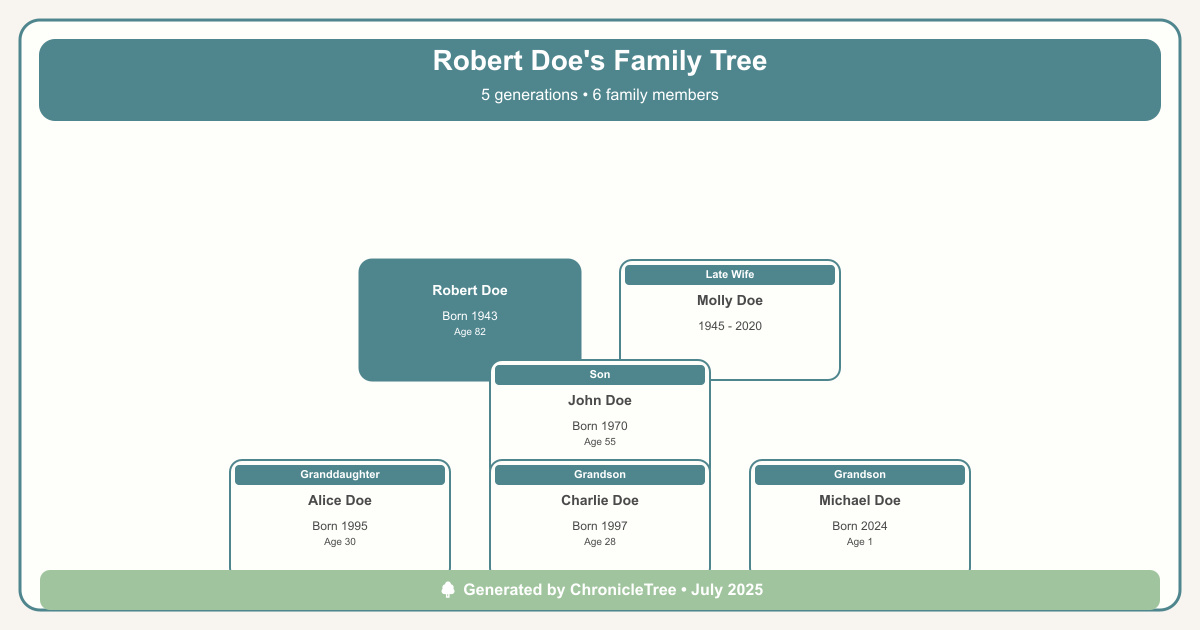 Robert Doe's Family Tree
5 generations • 6 family members
Robert Doe
Born 1943
Age 82
Late Wife
Molly Doe
1945 - 2020
Son
John Doe
Born 1970
Age 55
Granddaughter
Alice Doe
Born 1995
Age 30
Grandson
Charlie Doe
Born 1997
Age 28
Grandson
Michael Doe
Born 2024
Age 1
Generated by ChronicleTree • July 2025